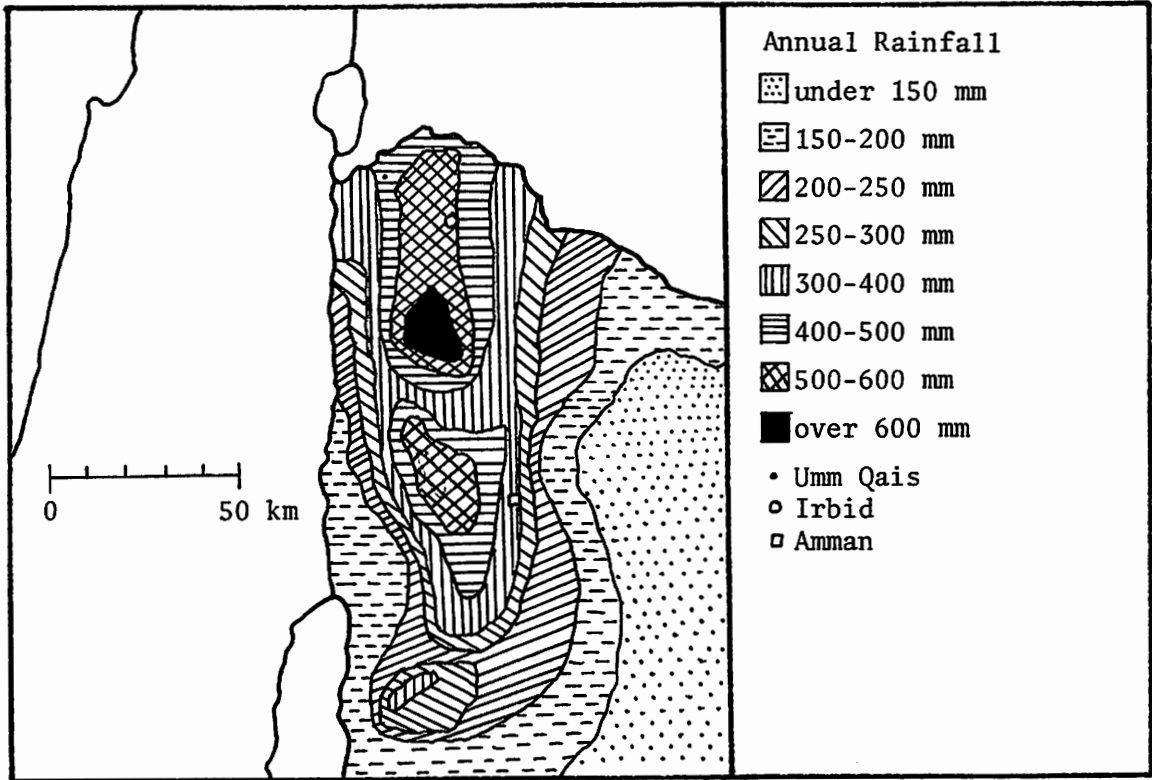 Annual Rainfall
under 150 mm
150-200 mm
200-250 mm
250-300 mm
300-400 mm
400-500 mm
500-600 mm
over 600 mm
Umm Qais
Irbid
Amman
0 50 km